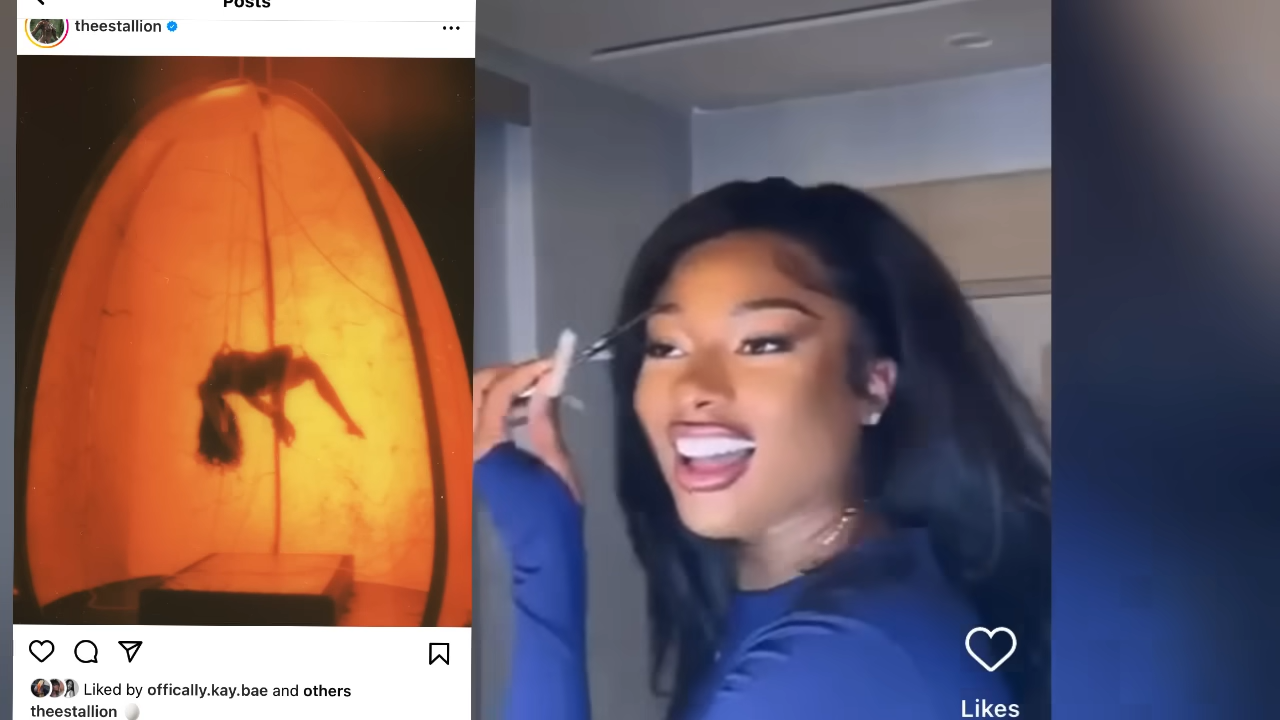 Posts
theestallion
Liked by offically.kay.bae and others
theestallion
Likes